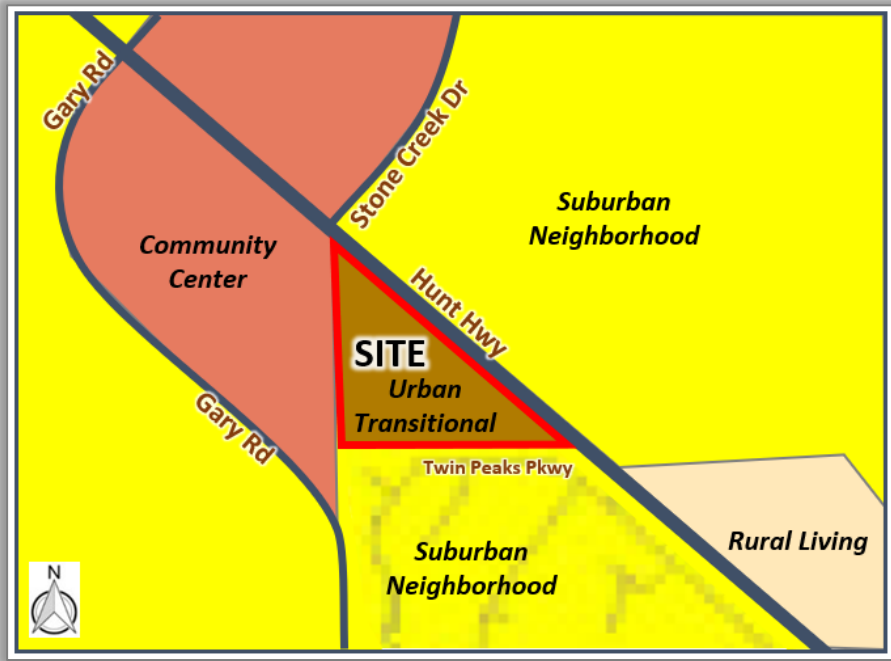 Gary Rd
Stone Creek Dr
Suburban
Neighborhood
Community
Center
Hunt Hwy
SITE
Urban
Transitional
Gary Rd
Twin Peaks Pkwy
Suburban
Neighborhood
Rural Living
N